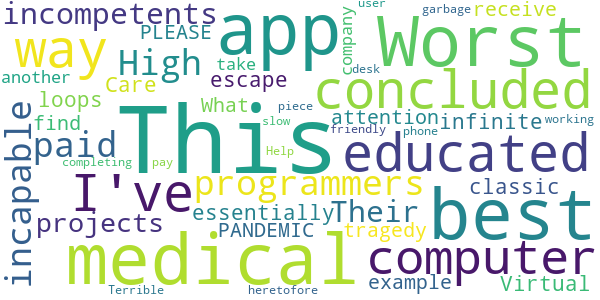 incompetents
app
Worst
user
garbage
receive
way
PLEASE
High
take
company
desk
another
Care
escape
concluded
loops
What
attention
infinite
piece
working
find
This
slow
friendly
phone
incapable
paid
completing
pay
Help
educated
I've
programmers
classic
best
projects
essentially
Their
PANDEMIC
tragedy
medical
computer
example
Virtual
Terrible
heretofore